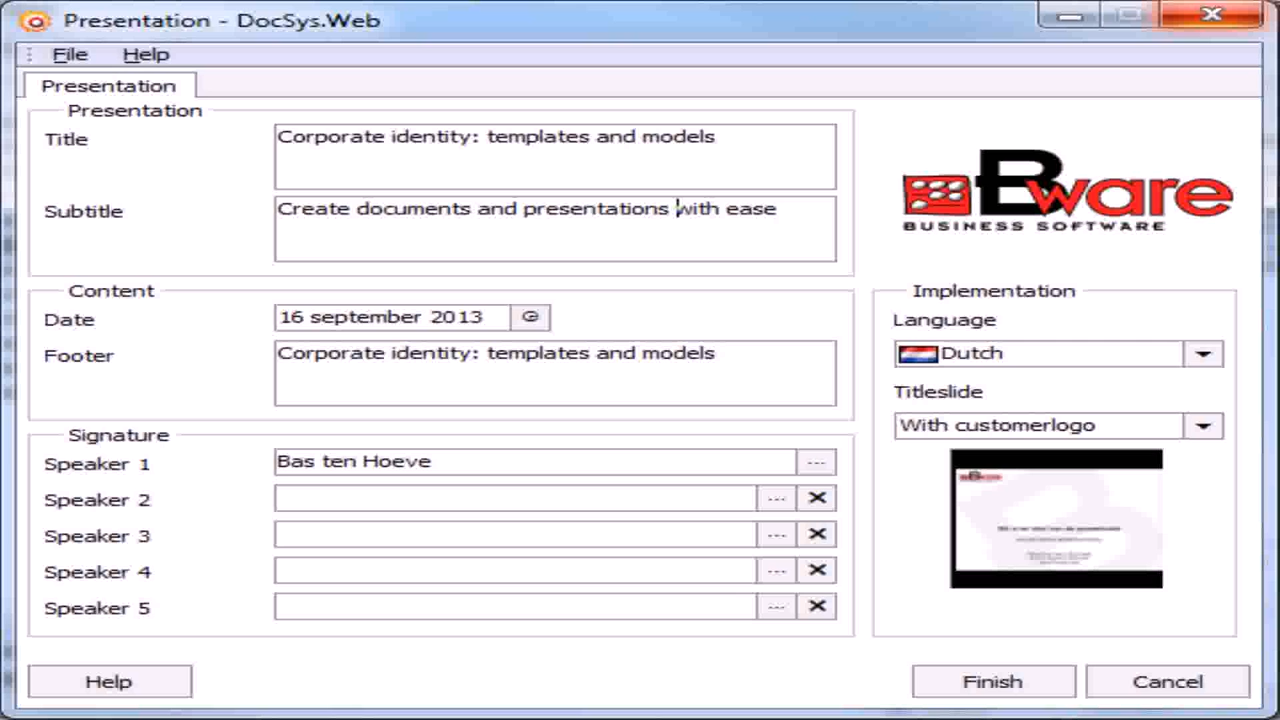 Presentation - DocSys.Web
File Help
Presentation
Presentation
Title Corporate identity: templates and models
Subtitle Create documents and presentations with ease
Bware
BUSINESS SOFTWARE
Content
Date 16 september 2013
Footer Corporate identity: templates and models
Implementation
Language
Dutch
Titleslide
With customerlogo
Signature
Speaker 1 Bas ten Hoeve ...
Speaker 2 ...
Speaker 3 ...
Speaker 4 ...
Speaker 5 ...
Help Finish Cancel